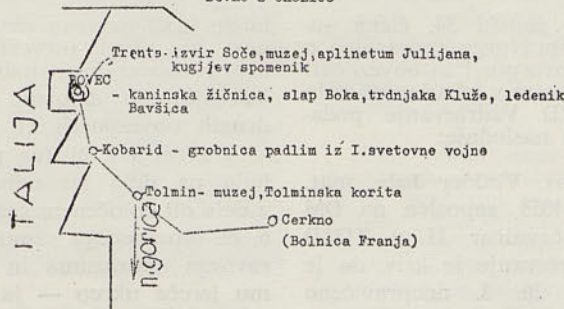 Trenta-izvir Soče,muzej,aplinetum Julijana,
kugijev spomenik
BOVEC
- kaninska žičnica, slap Boka,trdnjaka Kluže, ledenik
Bavšica
Kobarid - grobnica padlim iz I.svetovne vojne
Tolmin- muzej,Tolminska korita
Cerkno
(Bolnica Franja)
TALIJA
n.gorica